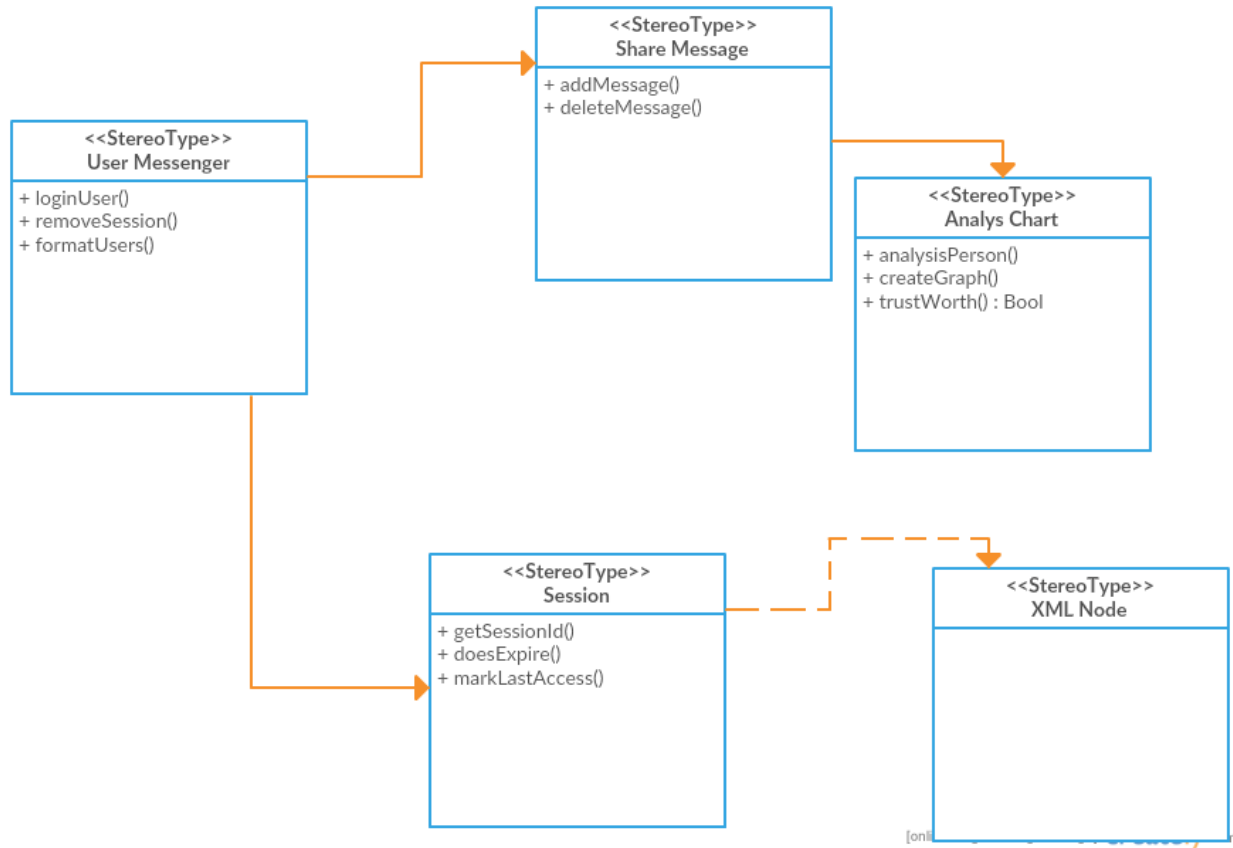 <<StereoType>>
Share Message
+ addMessage()
+ deleteMessage()
<<StereoType>>
User Messenger
+ loginUser()
+ removeSession()
+ formatUsers()
<<StereoType>>
Analys Chart
+ analysisPerson()
+ createGraph()
+ trustWorth() : Bool
<<StereoType>>
Session
+ getSessionId()
+ doesExpire()
+ markLastAccess()
<<StereoType>>
XML Node